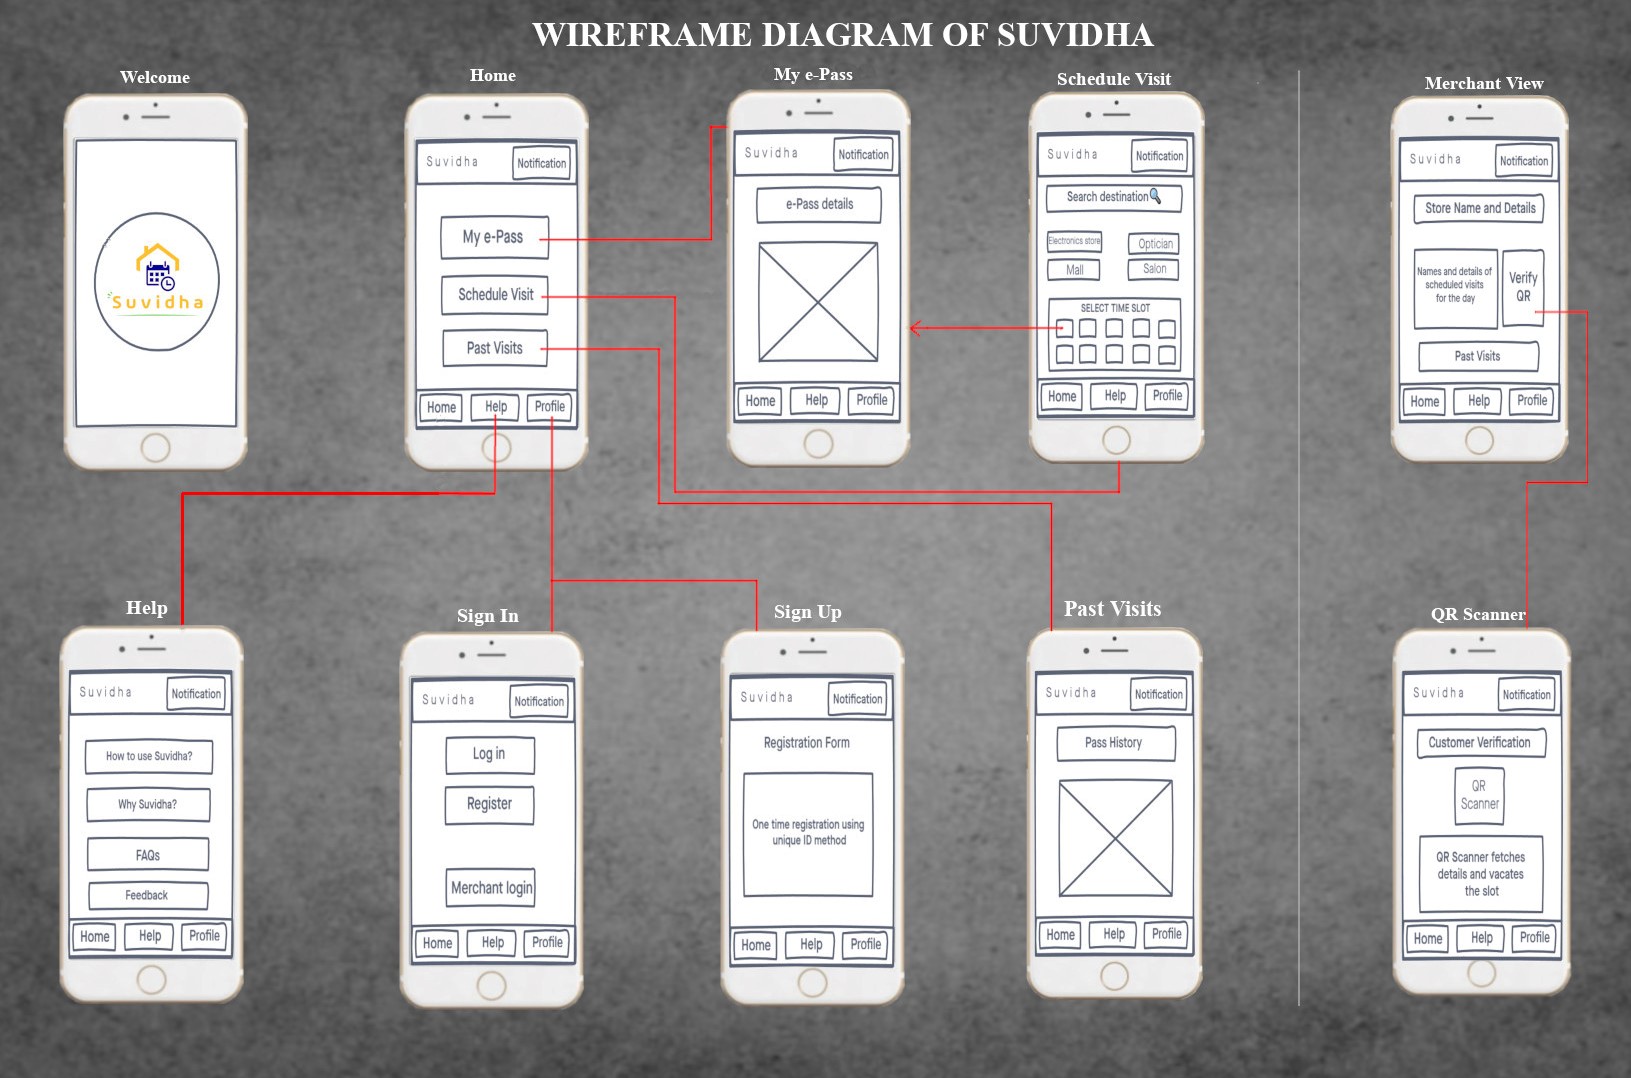 WIREFRAME DIAGRAM OF SUVIDHA
Welcome
Suvidha
Home
Suvidha
Notification
My e-Pass
Schedule Visit
Past Visits
Home
Help
Profile
My e-Pass
Suvidha
Notification
e-Pass details
Home
Help
Profile
Schedule Visit
Suvidha
Notification
Search destination
Electronics store
Optician
Mall
Salon
SELECT TIME SLOT
Home
Help
Profile
Merchant View
Suvidha
Notification
Store Name and Details
Names and details of
scheduled visits
for the day
Verify
QR
Past Visits
Home
Help
Profile
Help
Suvidha
Notification
How to use Suvidha?
Why Suvidha?
FAQs
Feedback
Home
Help
Profile
Sign In
Suvidha
Notification
Log in
Register
Merchant login
Home
Help
Profile
Sign Up
Suvidha
Notification
Registration Form
One time registration using
unique ID method
Home
Help
Profile
Past Visits
Suvidha
Notification
Pass History
Home
Help
Profile
QR Scanner
Suvidha
Notification
Customer Verification
QR
Scanner
QR Scanner fetches
details and vacates
the slot
Home
Help
Profile